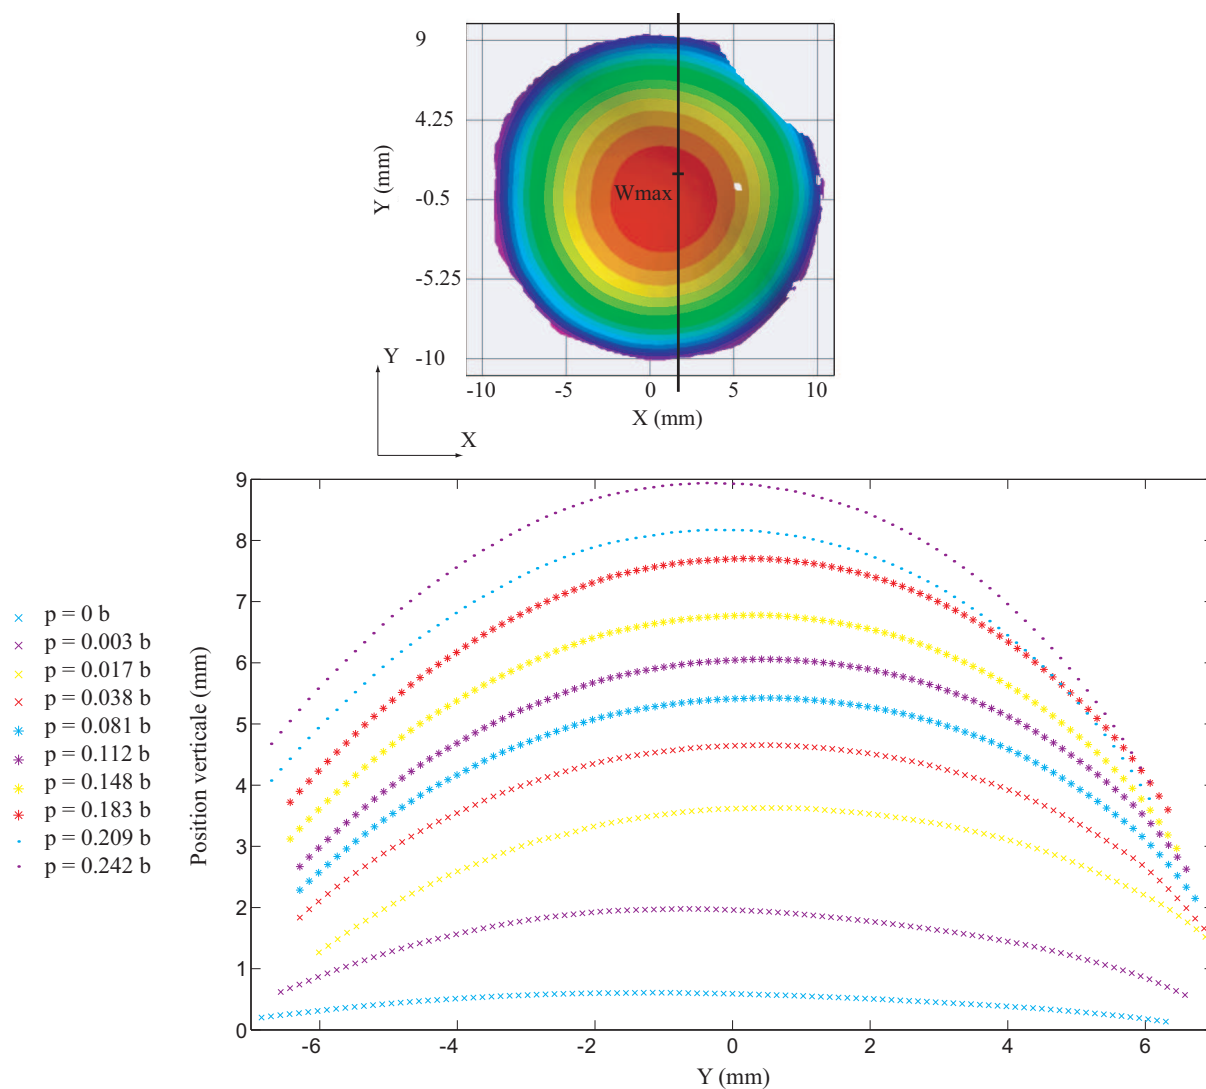 9
4.25
-0.5
-5.25
-10
Y (mm)
Wmax
-10 -5 0 5 10
X (mm)
Y
X
p = 0 b
p = 0.003 b
p = 0.017 b
p = 0.038 b
p = 0.081 b
p = 0.112 b
p = 0.148 b
p = 0.183 b
p = 0.209 b
p = 0.242 b
Position verticale (mm)
9
8
7
6
5
4
3
2
1
0
-6 -4 -2 0 2 4 6
Y (mm)